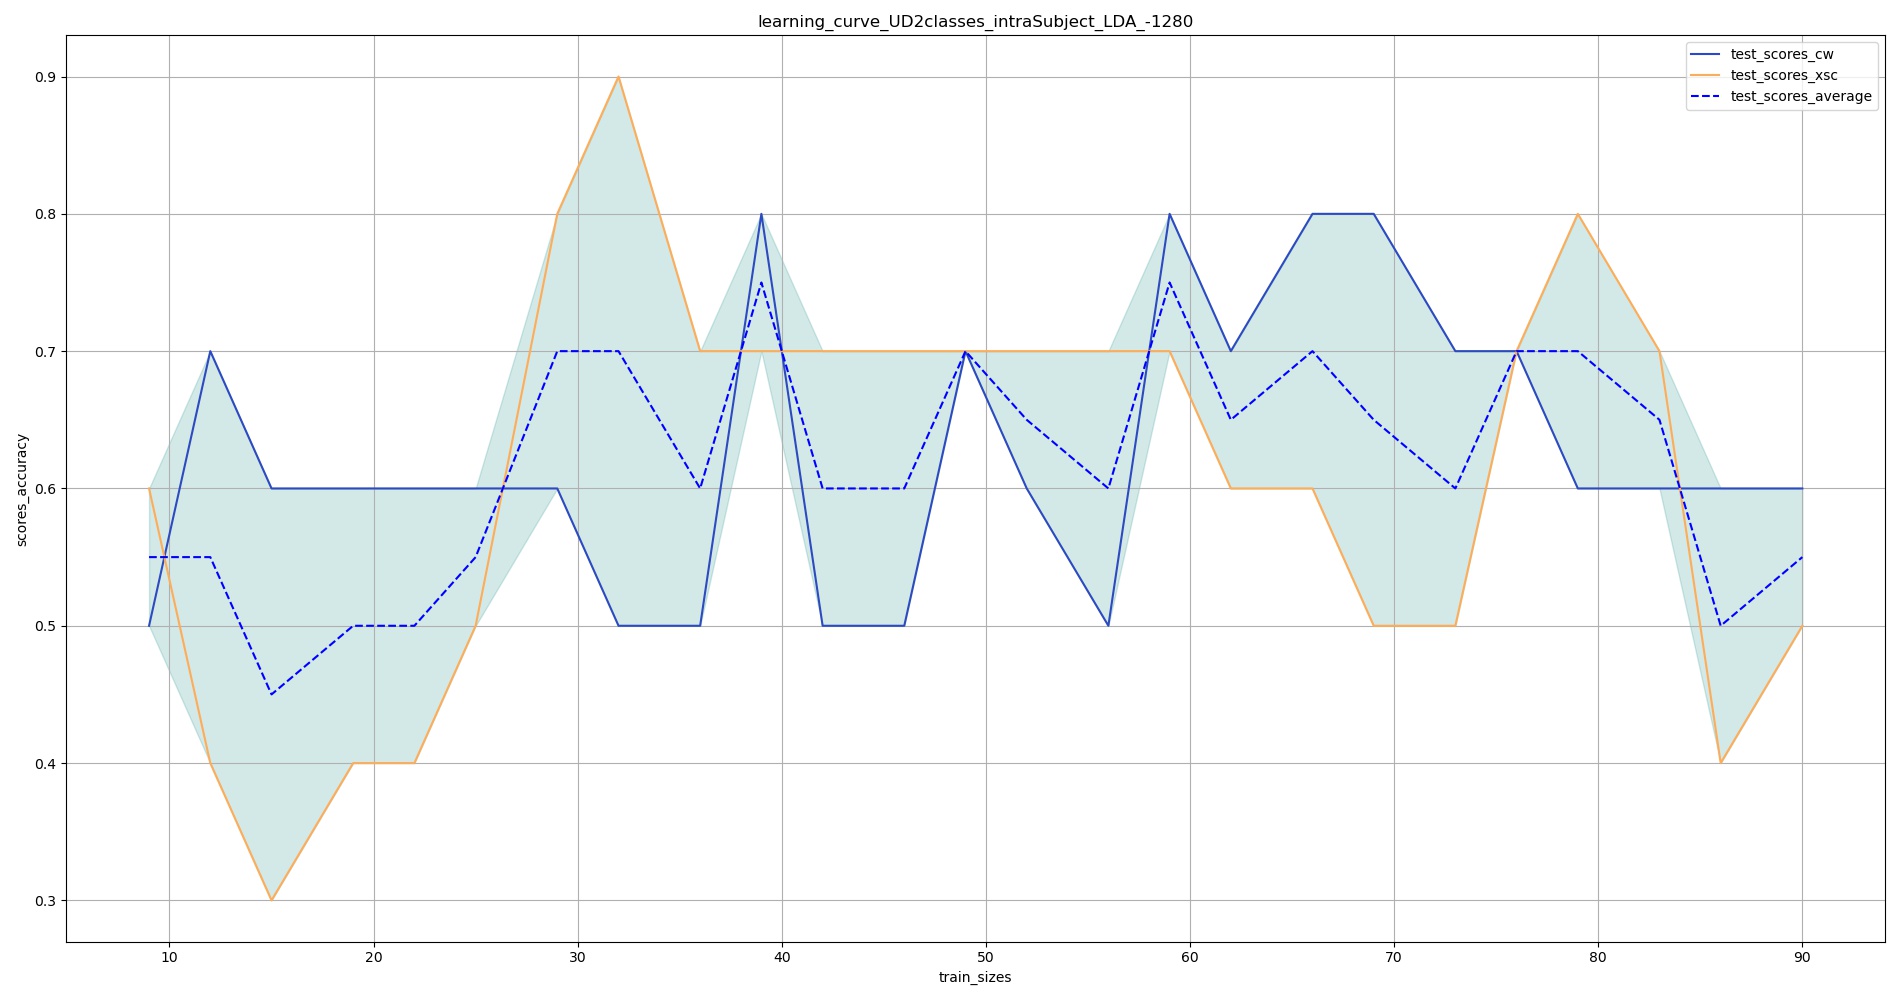 learning_curve_UD2classes_intraSubject_LDA_-1280
test_scores_cw
test_scores_xsc
test_scores_average
scores_accuracy
0.9
0.8
0.7
0.6
0.5
0.4
0.3
10 20 30 40 50 60 70 80 90
train_sizes